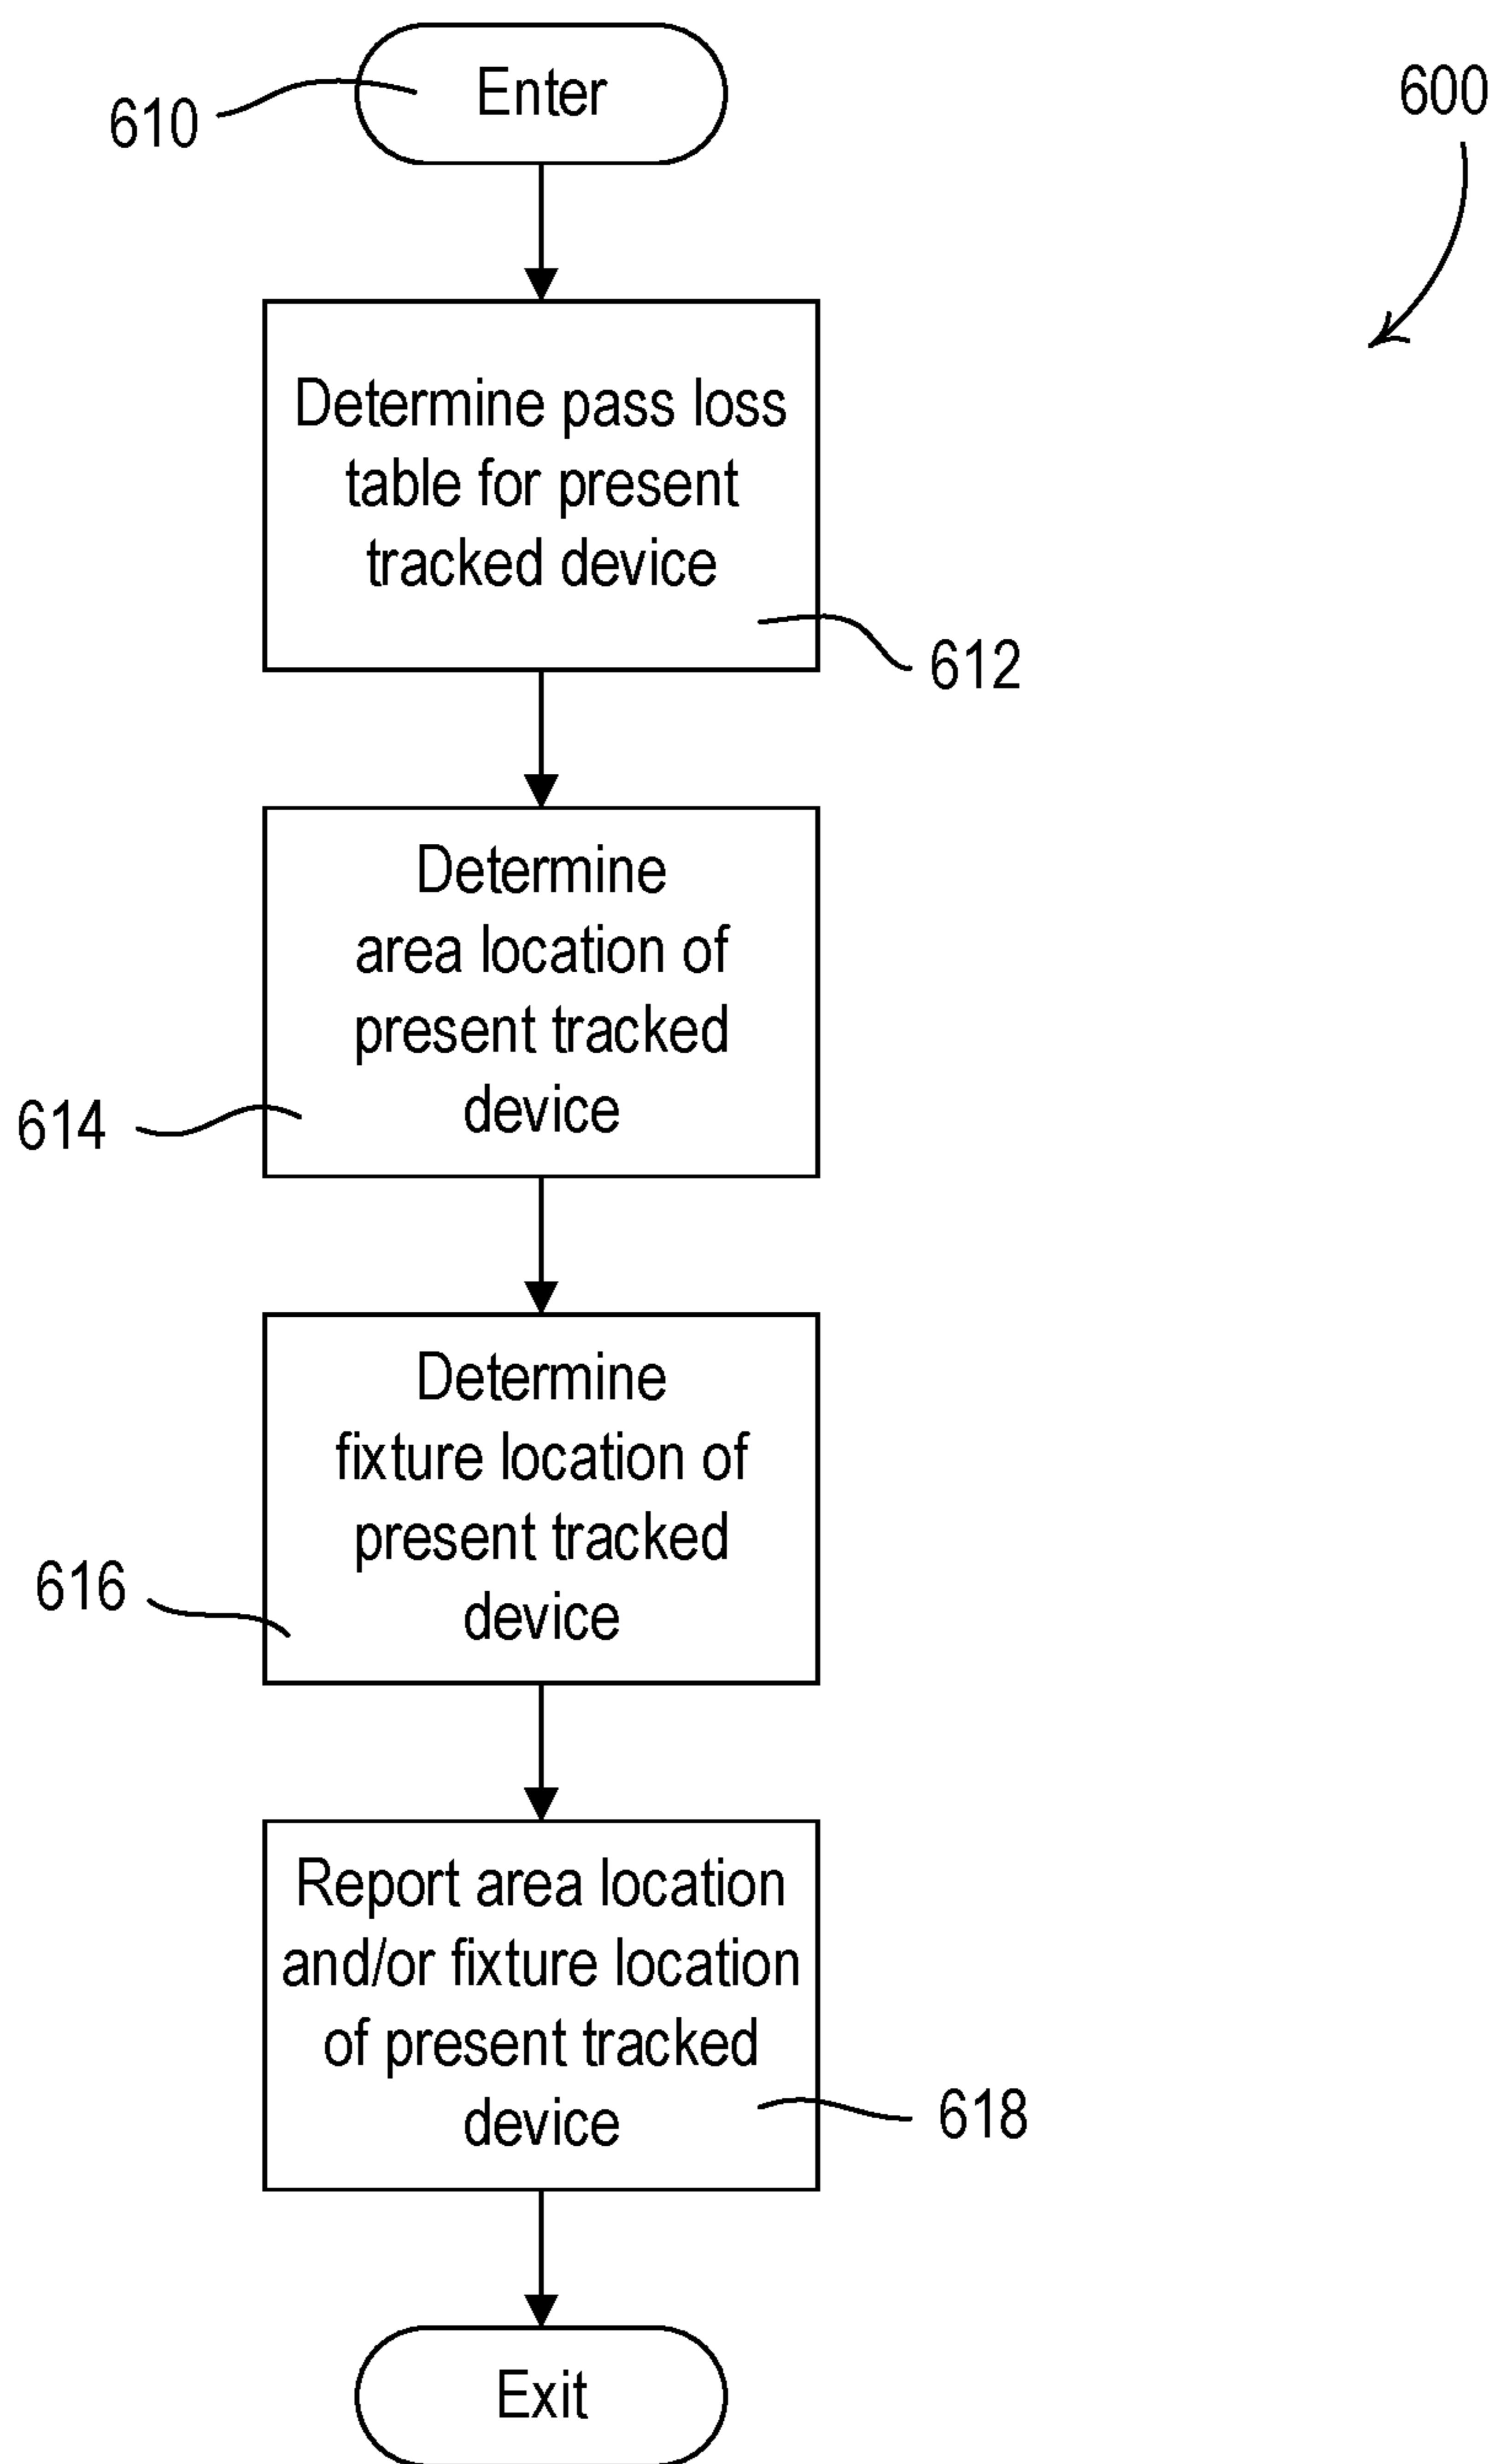 Enter
610
600
Determine pass loss
table for present
tracked device
612
Determine
area location of
present tracked
device
614
Determine
fixture location of
present tracked
device
616
Report area location
and/or fixture location
of present tracked
device
618
Exit